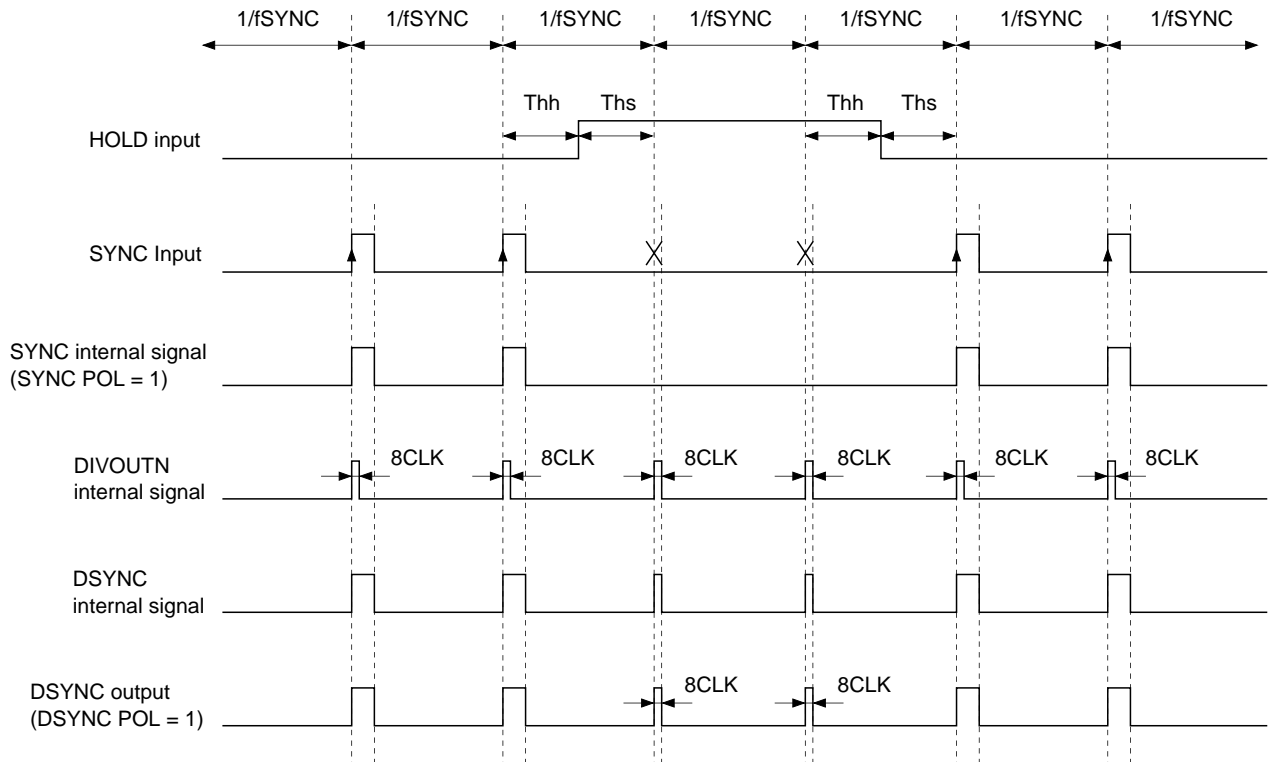 1/fSYNC 1/fSYNC 1/fSYNC 1/fSYNC 1/fSYNC 1/fSYNC 1/fSYNC
Thh Ths Thh Ths
HOLD input
SYNC Input
SYNC internal signal
(SYNC POL = 1)
8CLK 8CLK 8CLK 8CLK 8CLK 8CLK
DIVOUTN
internal signal
DSYNC
internal signal
8CLK 8CLK
DSYNC output
(DSYNC POL = 1)